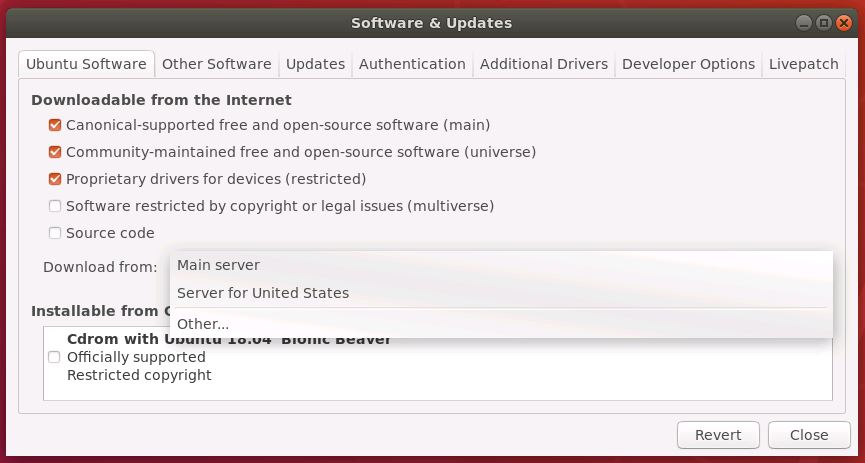 Software & Updates
Ubuntu Software Other Software Updates Authentication Additional Drivers Developer Options Livepatch
Downloadable from the Internet
Canonical-supported free and open-source software (main)
Community-maintained free and open-source software (universe)
Proprietary drivers for devices (restricted)
Software restricted by copyright or legal issues (multiverse)
Source code
Download from:
Main server
Server for United States
Installable from
Other...
Cdrom with Ubuntu 18.04 'Bionic Beaver'
Officially supported
Restricted copyright
Revert Close